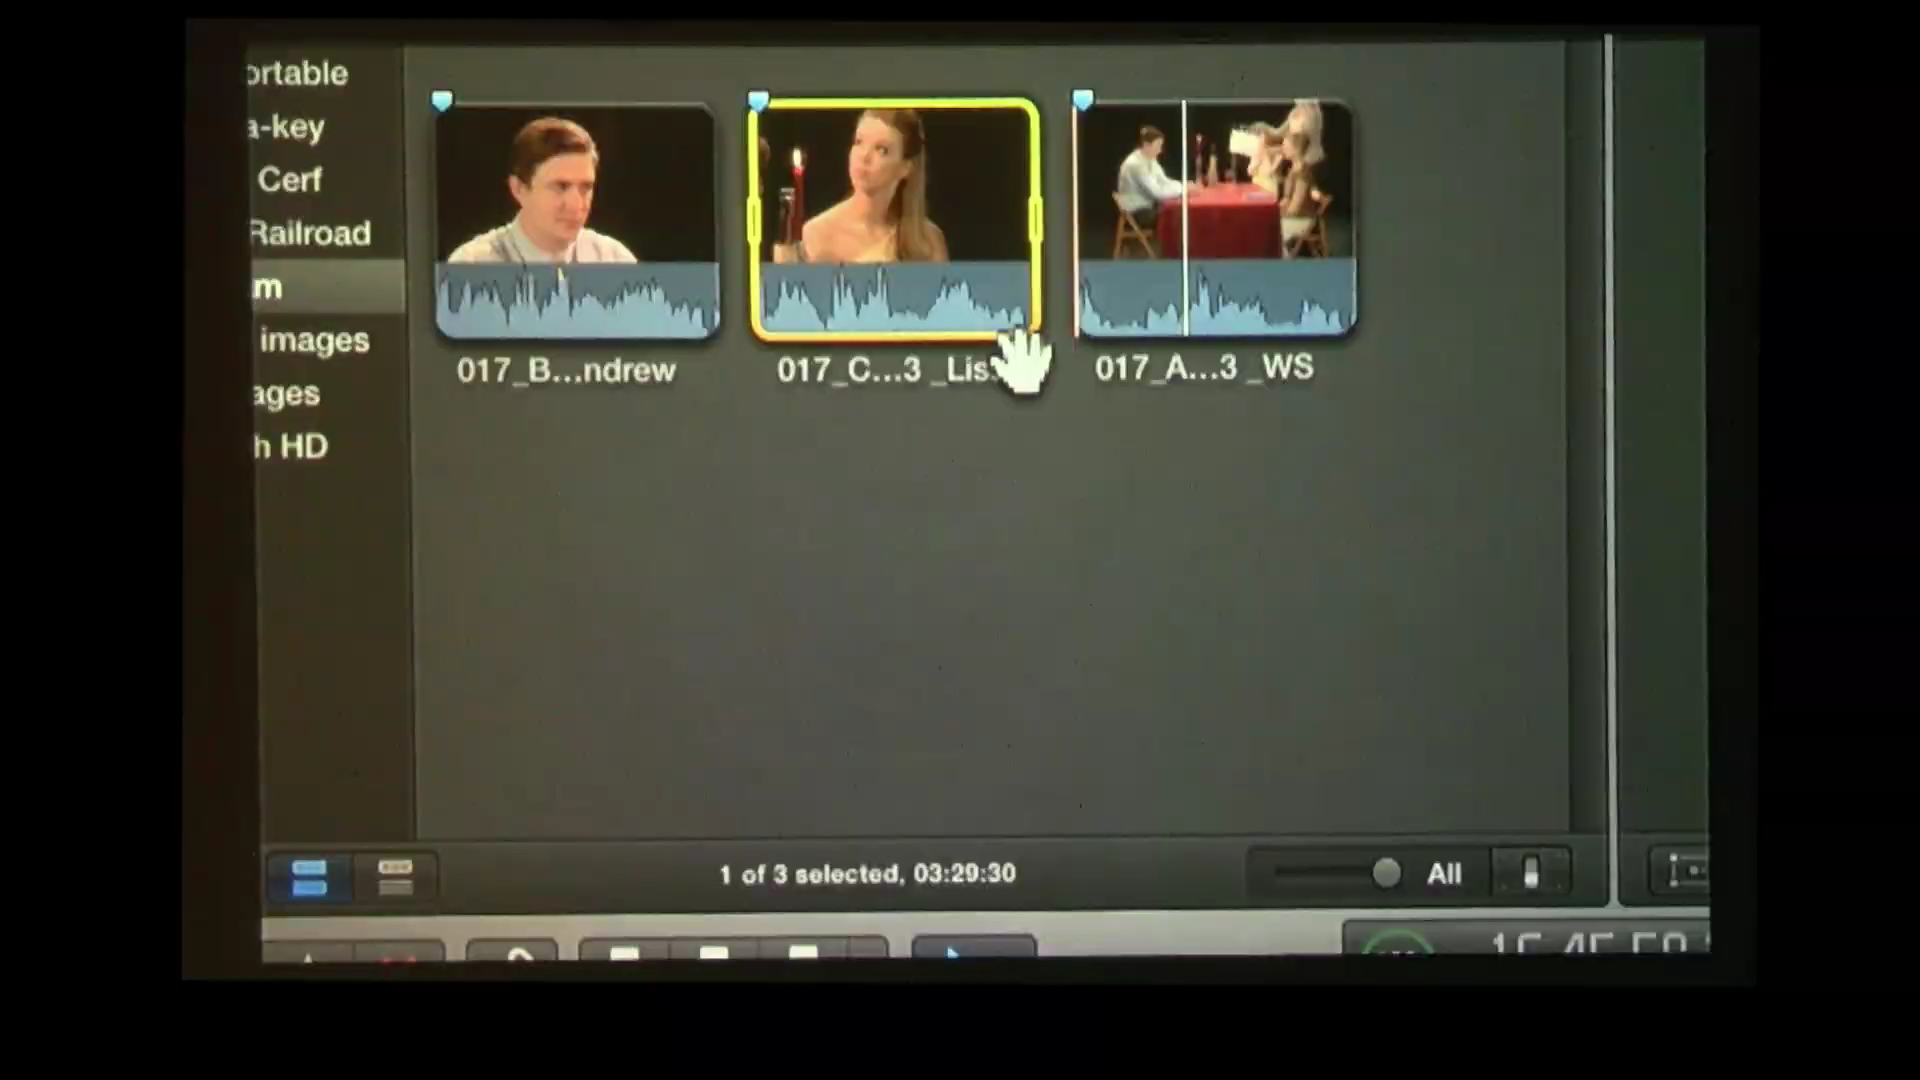 ortable
a-key
Cerf
Railroad
m
images
ages
h HD
017_B...ndrew
017_C...3 _Lis
017_A...3 _WS
1 of 3 selected, 03:29:30
All